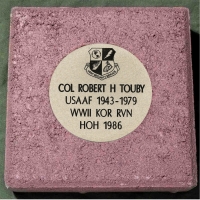 COL ROBERT H TOUBY
USAAF 1943-1979
WWII KOR RVN
HOH 1986